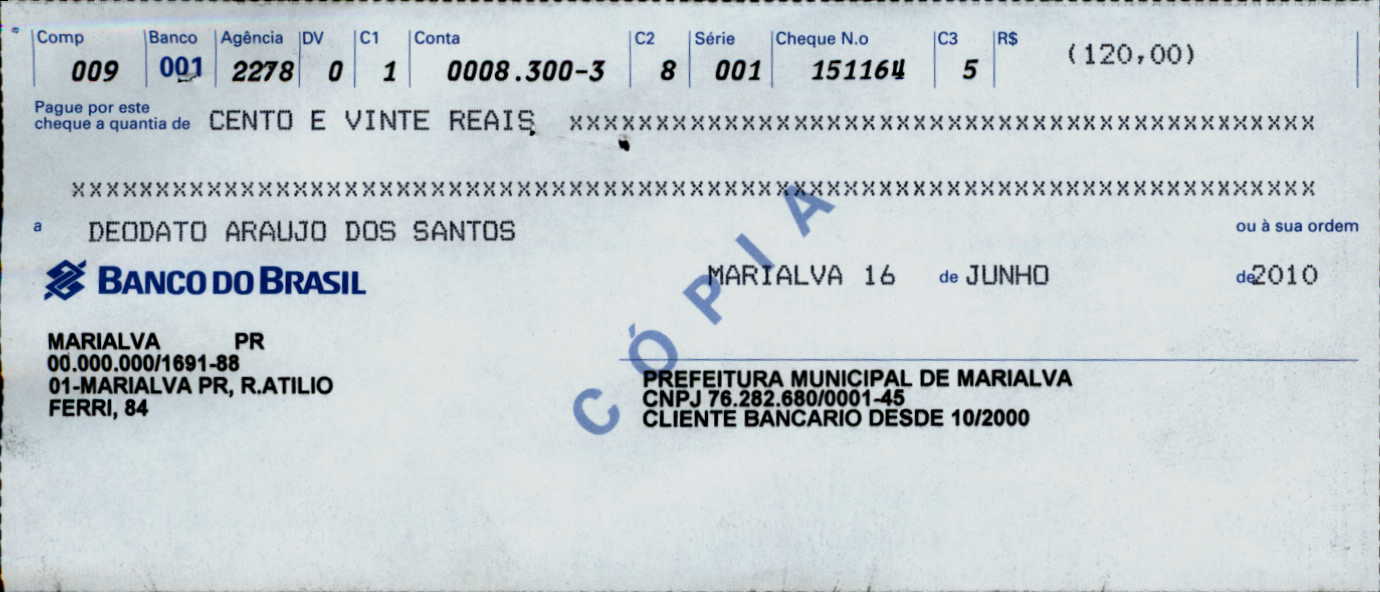 Comp Banco Agência DV C1 Conta C2 Série Cheque N.o C3 R$ (120,00)
009 001 2278 0 1 0008.300-3 8 001 151164 5
Pague por este
cheque a quantia de CENTO E VINTE REAIS xxxxxxxxxxxxxxxxxxxxxxxxxxxxxxxxxxxxxxxxxxx
xxxxxxxxxxxxxxxxxxxxxxxxxxxxxxxxxxxxxxxxxxxxxxxxxxxxxxxxxxxxxxxxxxxxxx
a DEODATO ARAUJO DOS SANTOS ou à sua ordem
BANCO DO BRASIL
MARIALVA 16 de JUNHO de 2010
CÓPIA
MARIALVA PR
00.000.000/1691-88
01-MARIALVA PR, R.ATILIO
FERRI, 84
PREFEITURA MUNICIPAL DE MARIALVA
CNPJ 76.282.680/0001-45
CLIENTE BANCARIO DESDE 10/2000